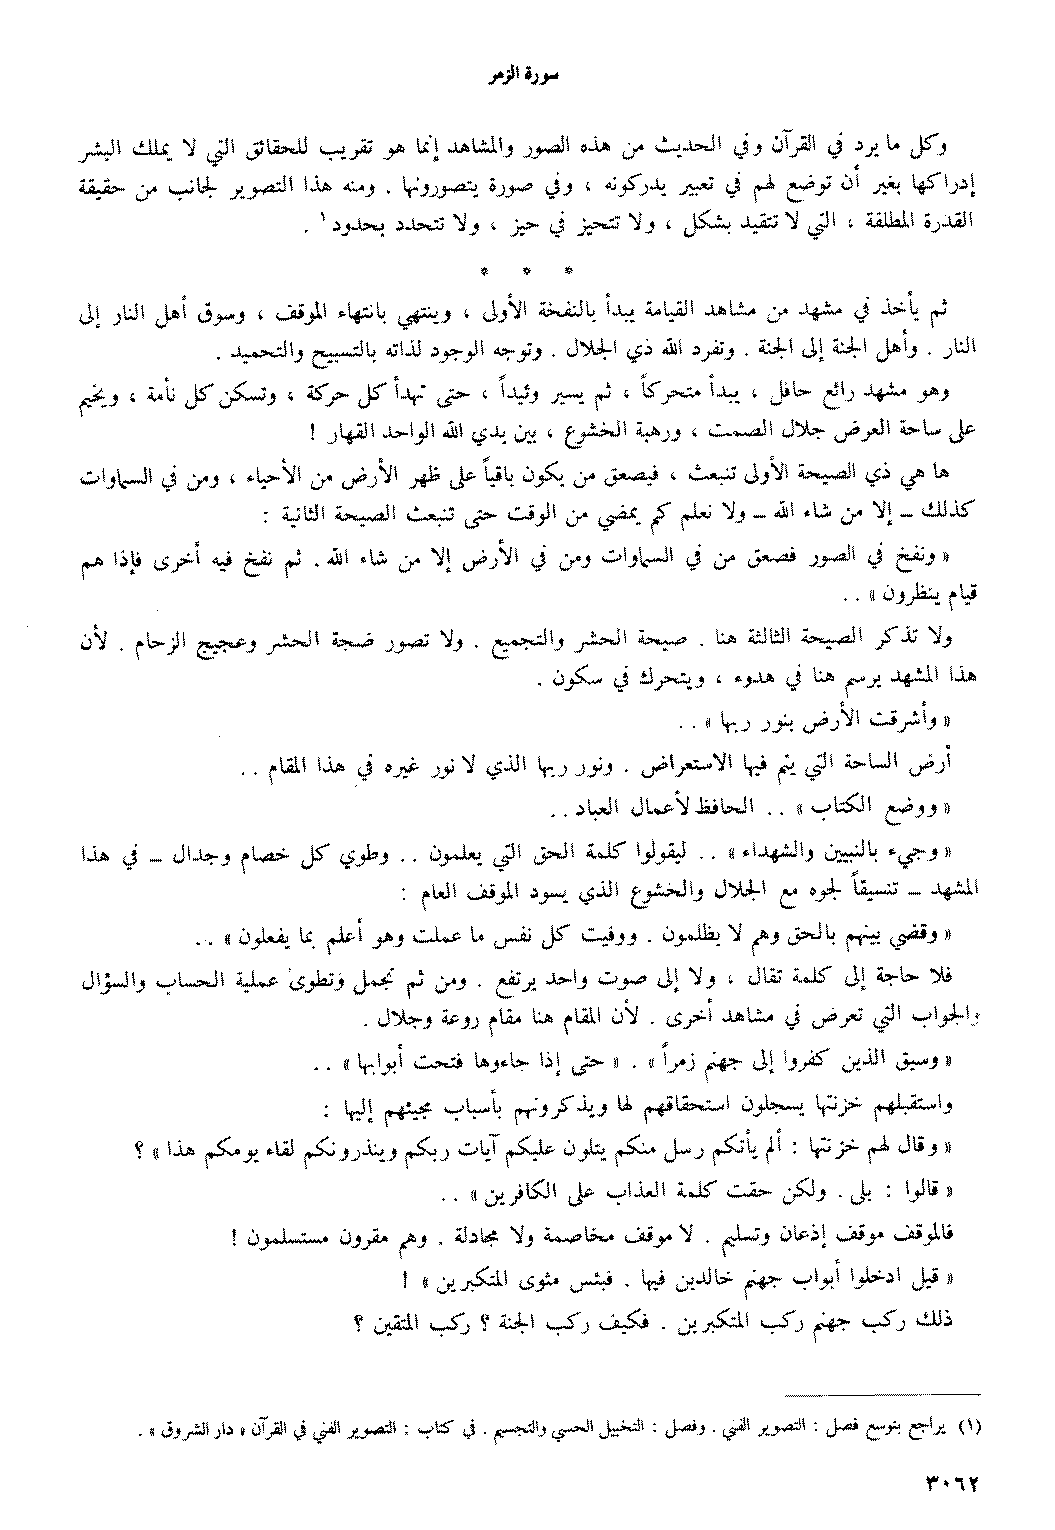 سورة الزمر
وكل ما يرد في القرآن وفي الحديث من هذه الصور والمشاهد إنما هو تقريب للحقائق التي لا يملك البشر
إدراكها بغير أن توضع لهم في تعبير يدركونه ، وفي صورة يتصورونها . ومنه هذا التصوير لجانب من حقيقة
القدرة المطلقة ، التي لا تتقيد بشكل ، ولا تتحيز في حيز ، ولا تتحدد بحدود١ .
* * *
ثم يأخذ في مشهد من مشاهد القيامة يبدأ بالنفخة الأولى ، وينتهي بانتهاء الموقف ، وسوق أهل النار إلى
النار . وأهل الجنة إلى الجنة . وتفرد الله ذي الجلال . وتوجه الوجود لذاته بالتسبيح والتحميد .
وهو مشهد رائع حافل ، يبدأ متحركاً ، ثم يسير وئيداً ، حتى تهدأ كل حركة ، وتسكن كل نأمة ، ويخيم
على ساحة العرض جلال الصمت ، ورهبة الخشوع ، بين يدي الله الواحد القهار !
ها هي ذي الصيحة الأولى تنبعث ، فيصعق من يكون باقياً على ظهر الأرض من الأحياء ، ومن في السماوات
كذلك – إلا من شاء الله – ولا نعلم كم يمضي من الوقت حتى تنبعث الصيحة الثانية :
« ونفخ في الصور فصعق من في السماوات ومن في الأرض إلا من شاء الله . ثم نفخ فيه أخرى فإذا هم
قيام ينظرون » . .
ولا تذكر الصيحة الثالثة هنا . صيحة الحشر والتجميع . ولا تصور ضجة الحشر وعجيج الزحام . لأن
هذا المشهد يرسم هنا في هدوء ، ويتحرك في سكون .
« وأشرقت الأرض بنور ربها » . .
أرض الساحة التي يتم فيها الاستعراض . ونور ربها الذي لا نور غيره في هذا المقام . .
« ووضع الكتاب » . . الحافظ لأعمال العباد . .
« وجيء بالنبيين والشهداء » . . ليقولوا كلمة الحق التي يعلمون . . وطوي كل خصام وجدال – في هذا
المشهد – تنسيقاً لجوه مع الجلال والخشوع الذي يسود الموقف العام :
« وقضي بينهم بالحق وهم لا يظلمون . ووفيت كل نفس ما عملت وهو أعلم بما يفعلون » . .
فلا حاجة إلى كلمة تقال ، ولا إلى صوت واحد يرتفع . ومن ثم تجمل وتطوى عملية الحساب والسؤال
والجواب التي تعرض في مشاهد أخرى . لأن المقام هنا مقام روعة وجلال .
« وسيق الذين كفروا إلى جهنم زمراً » . « حتى إذا جاءوها فتحت أبوابها » . .
واستقبلهم خزنتها يسجلون استحقاقهم لها ويذكرونهم بأسباب مجيئهم إليها :
« وقال لهم خزنتها : ألم يأتكم رسل منكم يتلون عليكم آيات ربكم وينذرونكم لقاء يومكم هذا » ؟
« قالوا : بلى . ولكن حقت كلمة العذاب على الكافرين » . .
فالموقف موقف إذعان وتسليم . لا موقف مخاصمة ولا مجادلة . وهم مقرون مستسلمون !
« قيل ادخلوا أبواب جهنم خالدين فيها . فبئس مثوى المتكبرين » !
ذلك ركب جهنم ركب المتكبرين . فكيف ركب الجنة ؟ ركب المتقين ؟
(١) يراجع بتوسع فصل : التصوير الفني . وفصل : التخييل الحسي والتجسيم . في كتاب : التصوير الفني في القرآن « دار الشروق » .
٣٠٦٢